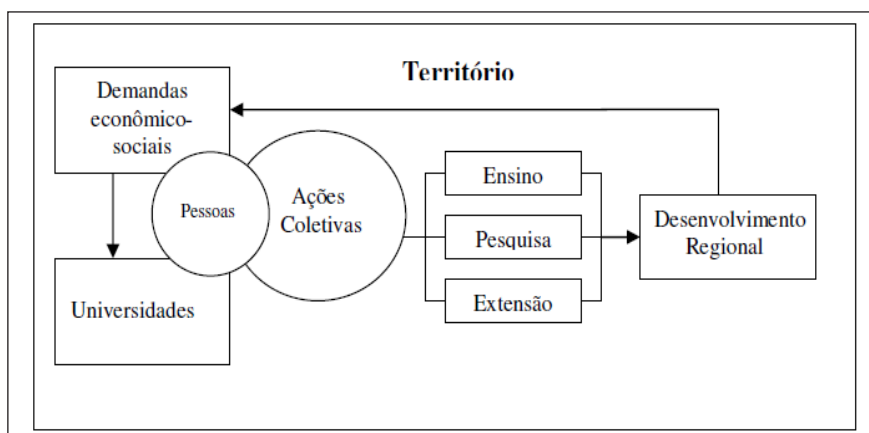 Território
Demandas
econômico-
sociais
Pessoas
Ações
Coletivas
Universidades
Ensino
Pesquisa
Extensão
Desenvolvimento
Regional